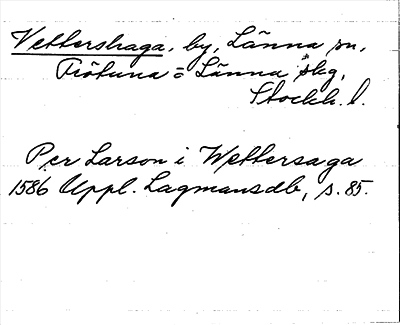 Vettershaga, by, Länna sn,
Frötuna o Länna skg,
Stockh. l.
Per Larson i Wettersaga
1586 Uppl. Lagmansdb, s. 85.